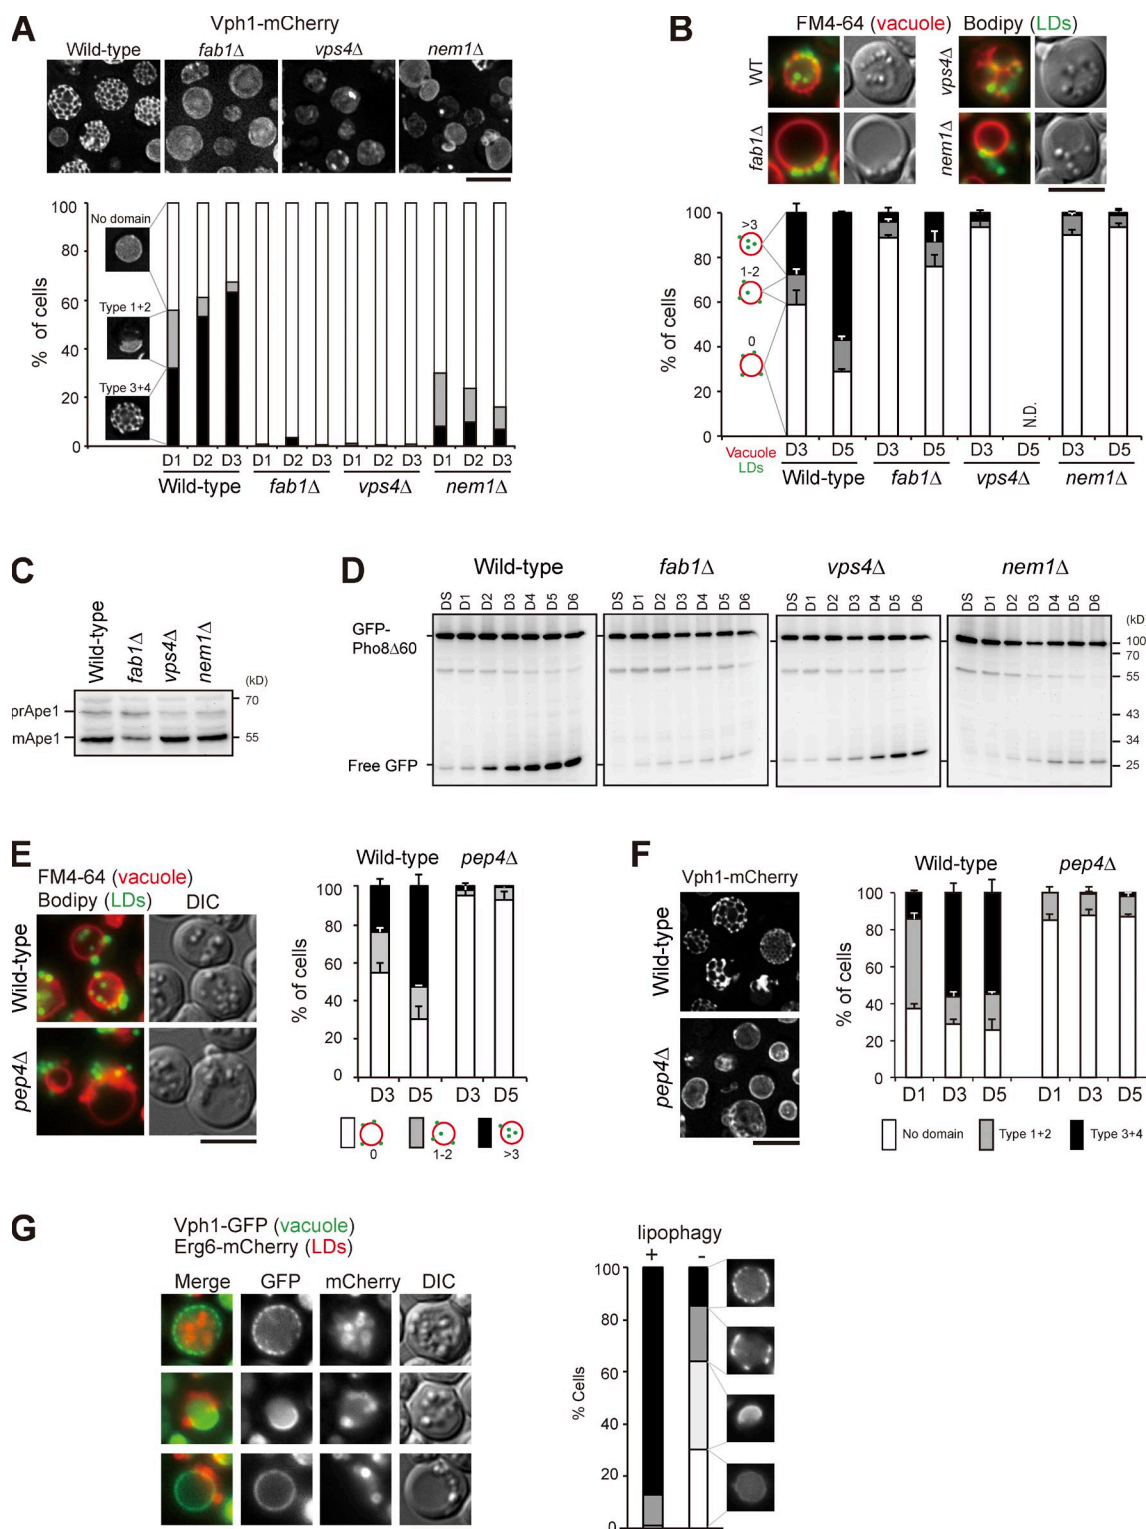 A
Vph1-mCherry
Wild-type fab1Δ vps4Δ nem1Δ
% of cells
100
80
60
40
20
0
No domain
Type 1+2
Type 3+4
D1 D2 D3 D1 D2 D3 D1 D2 D3 D1 D2 D3
Wild-type fab1Δ vps4Δ nem1Δ
B
FM4-64 (vacuole) Bodipy (LDs)
WT
vps4Δ
fab1Δ
nem1Δ
% of cells
100
80
60
40
20
0
>3
1-2
0
N.D.
Vacuole
LDs
D3 D5 D3 D5 D3 D5 D3 D5
Wild-type fab1Δ vps4Δ nem1Δ
C
Wild-type fab1Δ vps4Δ nem1Δ
(kD)
prApe1
70
mApe1
55
D
Wild-type fab1Δ vps4Δ nem1Δ
DS D1 D2 D3 D4 D5 D6 DS D1 D2 D3 D4 D5 D6 DS D1 D2 D3 D4 D5 D6 DS D1 D2 D3 D4 D5 D6
(kD)
GFP-
Pho8Δ60
100
70
55
43
34
Free GFP
25
E
FM4-64 (vacuole)
Bodipy (LDs) DIC
Wild-type
pep4Δ
Wild-type pep4Δ
% of cells
100
80
60
40
20
0
D3 D5 D3 D5
0 1-2 >3
F
Vph1-mCherry
Wild-type
pep4Δ
Wild-type pep4Δ
% of cells
100
80
60
40
20
0
D1 D3 D5 D1 D3 D5
No domain Type 1+2 Type 3+4
G
Vph1-GFP (vacuole)
Erg6-mCherry (LDs)
Merge GFP mCherry DIC
lipophagy
+ -
% Cells
100
80
60
40
20
0